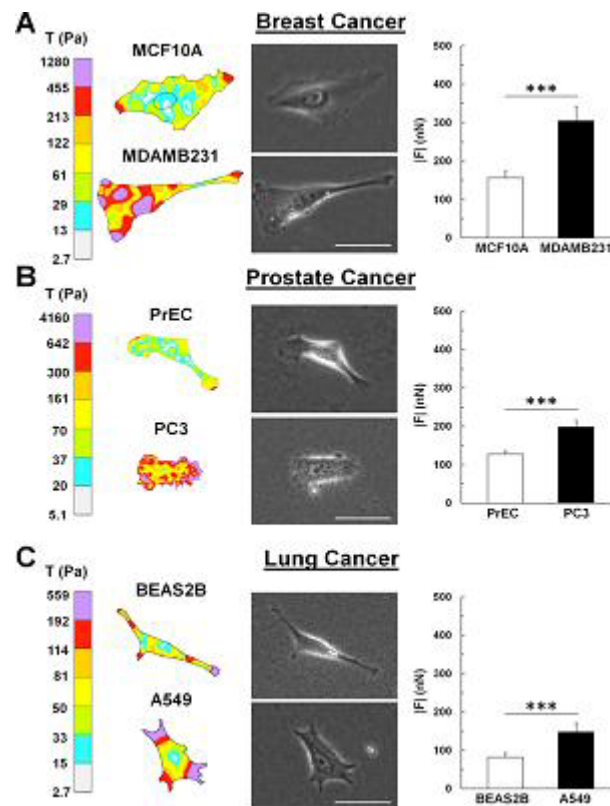 A
Breast Cancer
T (Pa)
1280
455
213
122
61
29
13
2.7
MCF10A
MDAMB231
|F| (nN)
500
400
300
200
100
0
***
MCF10A MDAMB231
B
Prostate Cancer
T (Pa)
4160
642
300
161
70
37
20
5.1
PrEC
PC3
|F| (nN)
500
400
300
200
100
0
***
PrEC PC3
C
Lung Cancer
T (Pa)
559
192
114
81
50
33
15
2.7
BEAS2B
A549
|F| (nN)
500
400
300
200
100
0
***
BEAS2B A549